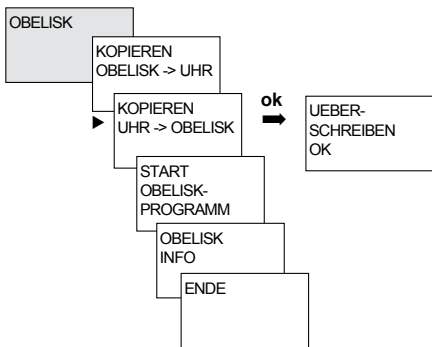 OBELISK
KOPIEREN
OBELISK -> UHR
KOPIEREN
UHR -> OBELISK
ok
UEBER-
SCHREIBEN
OK
START
OBELISK-
PROGRAMM
OBELISK
INFO
ENDE